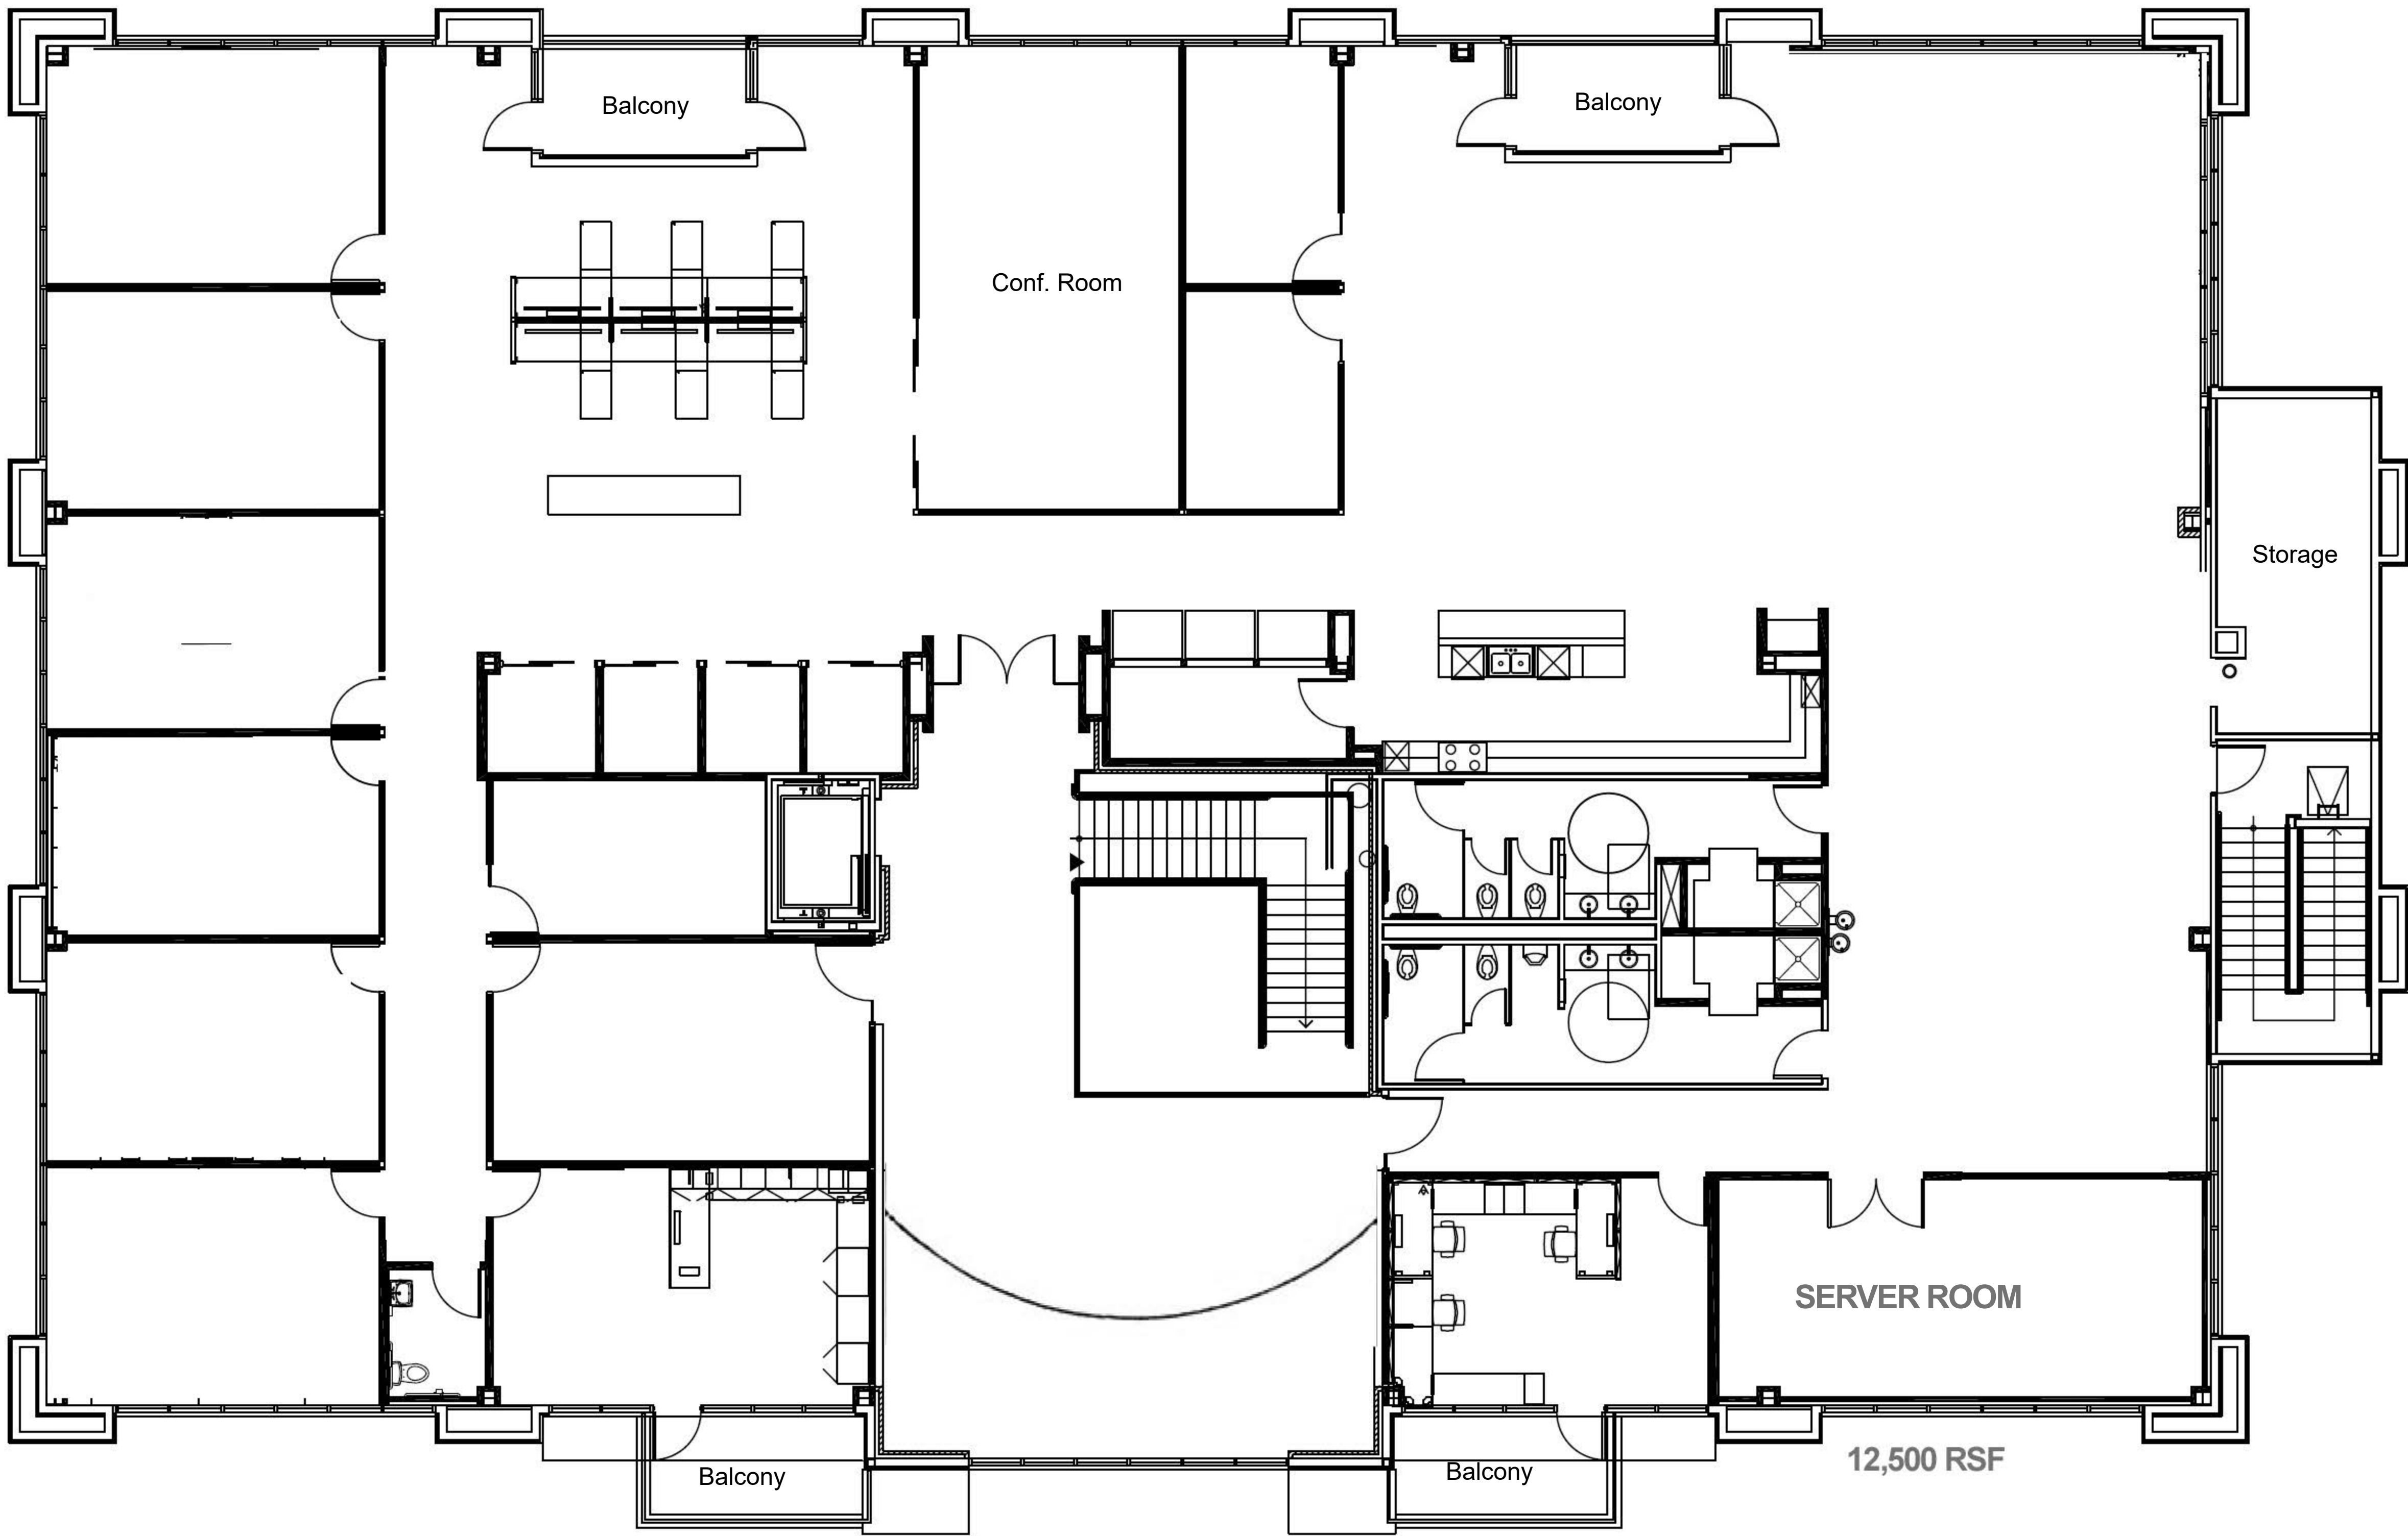 Balcony
Balcony
Conf. Room
Storage
SERVER ROOM
12,500 RSF
Balcony
Balcony